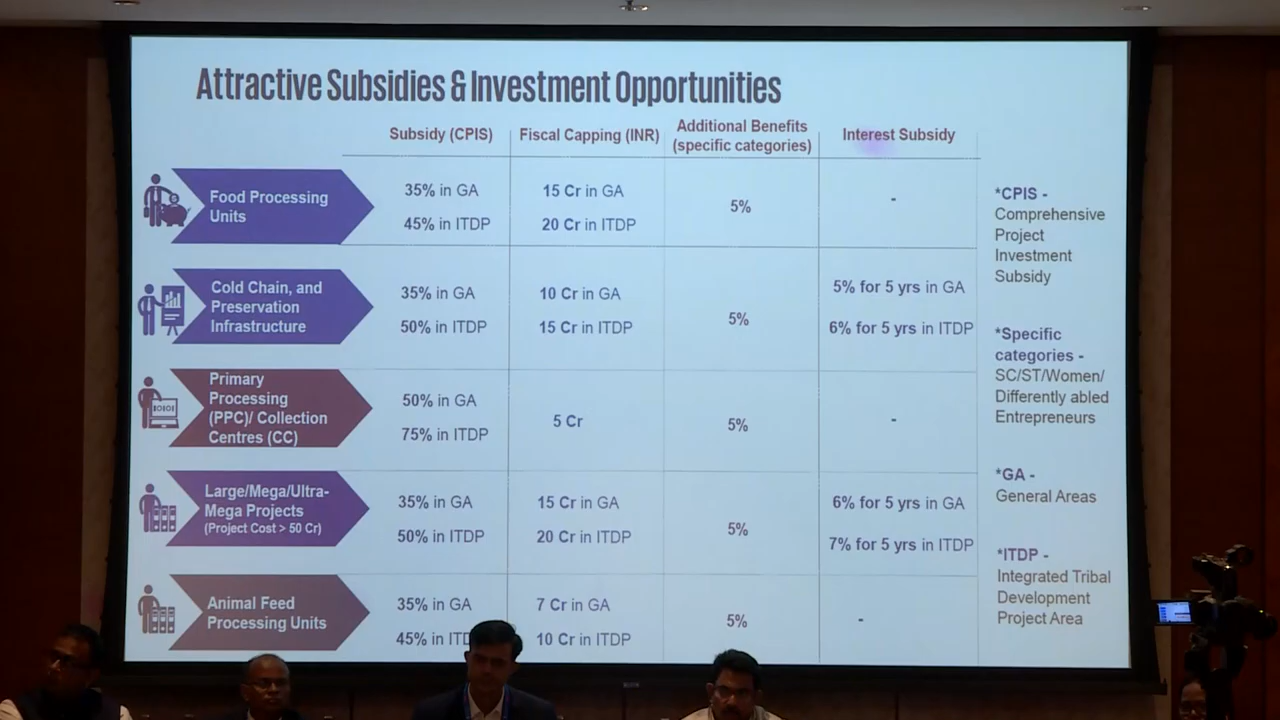 Attractive Subsidies & Investment Opportunities
Subsidy (CPIS)
Fiscal Capping (INR)
Additional Benefits
(specific categories)
Interest Subsidy
Food Processing
Units
35% in GA
45% in ITDP
15 Cr in GA
20 Cr in ITDP
5%
-
Cold Chain, and
Preservation
Infrastructure
35% in GA
50% in ITDP
10 Cr in GA
15 Cr in ITDP
5%
5% for 5 yrs in GA
6% for 5 yrs in ITDP
Primary
Processing
(PPC)/ Collection
Centres (CC)
50% in GA
75% in ITDP
5 Cr
5%
-
Large/Mega/Ultra-
Mega Projects
(Project Cost > 50 Cr)
35% in GA
50% in ITDP
15 Cr in GA
20 Cr in ITDP
5%
6% for 5 yrs in GA
7% for 5 yrs in ITDP
Animal Feed
Processing Units
35% in GA
45% in
7 Cr in GA
10 Cr in ITDP
5%
-
*CPIS -
Comprehensive
Project
Investment
Subsidy
*Specific
categories -
SC/ST/Women/
Differently abled
Entrepreneurs
*GA -
General Areas
*ITDP -
Integrated Tribal
Development
Project Area